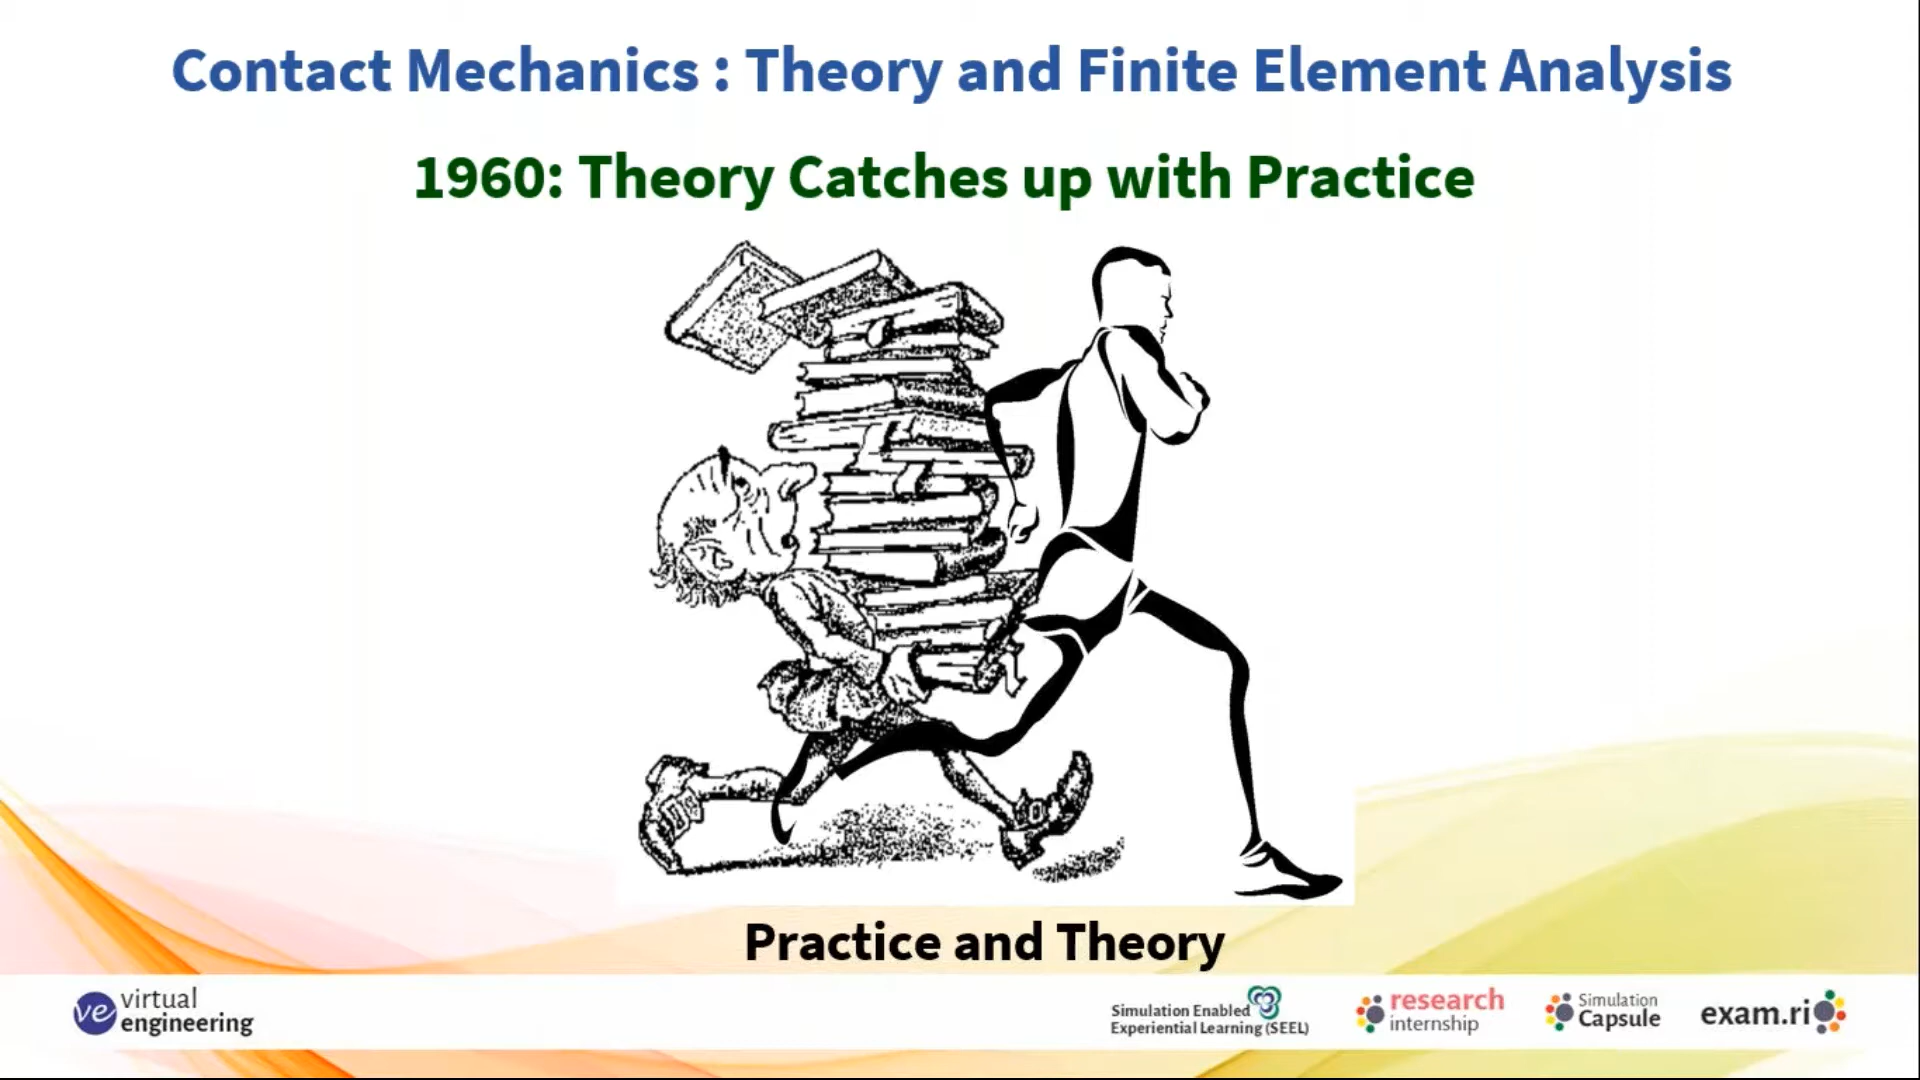 Contact Mechanics : Theory and Finite Element Analysis
1960: Theory Catches up with Practice
Practice and Theory
ve virtual
engineering
Simulation Enabled
Experiential Learning (SEEL)
research
internship
Simulation
Capsule
exam.ri